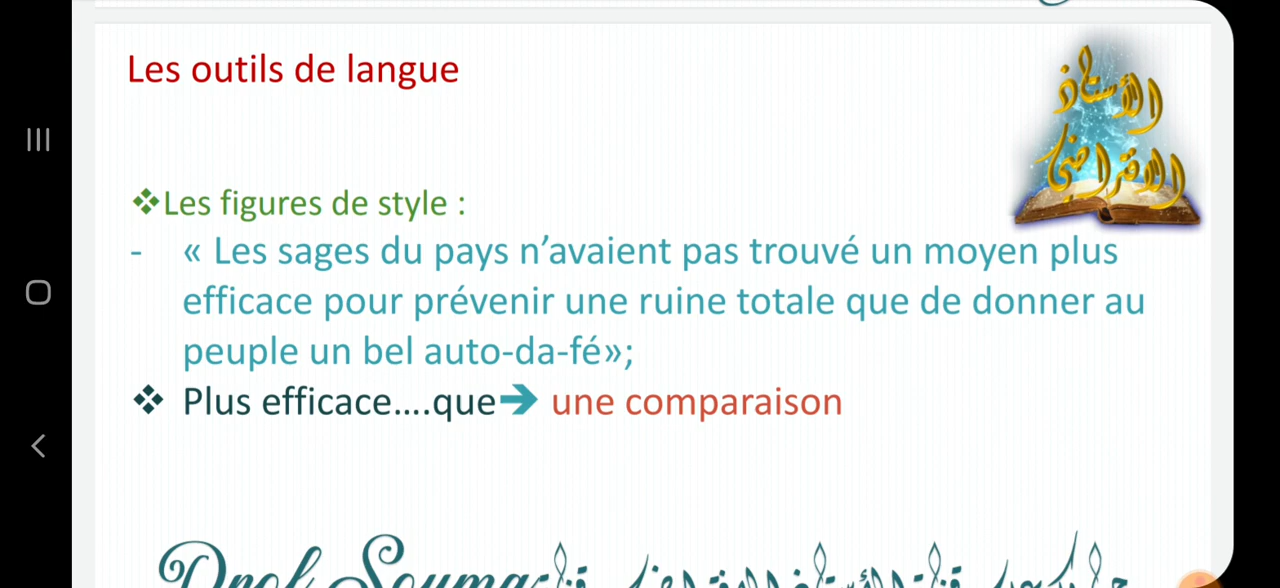 Les outils de langue
الأستاذ
الافتراضي
❖Les figures de style :
- « Les sages du pays n’avaient pas trouvé un moyen plus
efficace pour prévenir une ruine totale que de donner au
peuple un bel auto-da-fé»;
❖ Plus efficace....que➔ une comparaison